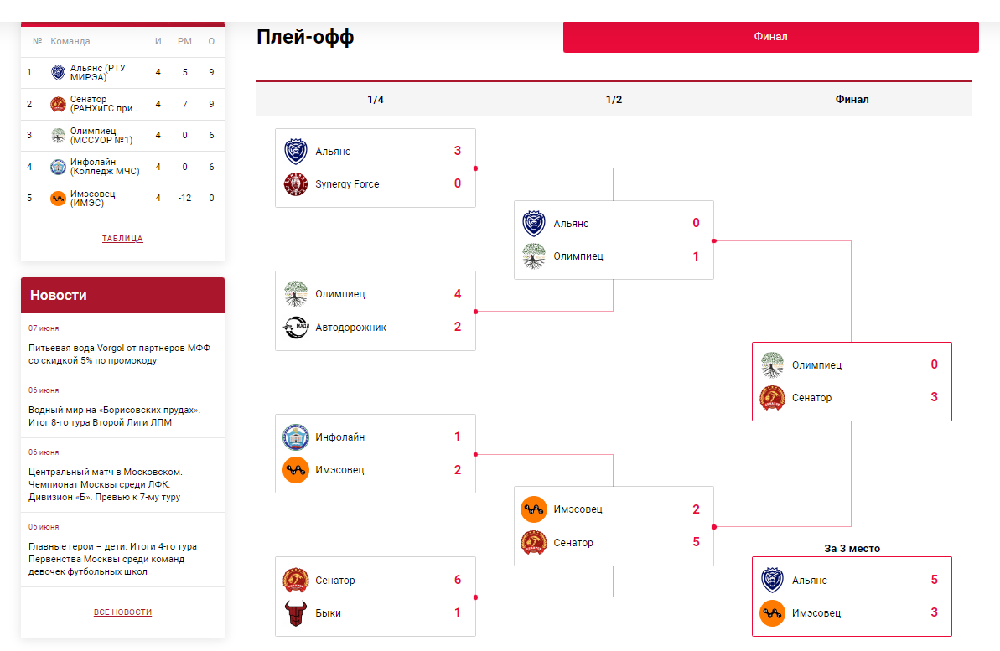 № Команда И РМ О
1 Альянс (РТУ
МИРЭА) 4 5 9
2 Сенатор
(РАНХиГС при... 4 7 9
3 Олимпиец
(МССУОР №1) 4 0 6
4 Инфолайн
(Колледж МЧС) 4 0 6
5 Имэсовец
(ИМЭС) 4 -12 0
ТАБЛИЦА
Новости
07 июня
Питьевая вода Vorgol от партнеров МФФ
со скидкой 5% по промокоду
06 июня
Водный мир на «Борисовских прудах».
Итог 8-го тура Второй Лиги ЛПМ
06 июня
Центральный матч в Московском.
Чемпионат Москвы среди ЛФК.
Дивизион «Б». Превью к 7-му туру
06 июня
Главные герои – дети. Итоги 4-го тура
Первенства Москвы среди команд
девочек футбольных школ
ВСЕ НОВОСТИ
Плей-офф
Финал
1/4 1/2 Финал
Альянс 3
Synergy Force 0
Олимпиец 4
Автодорожник 2
Инфолайн 1
Имэсовец 2
Сенатор 6
Быки 1
Альянс 0
Олимпиец 1
Имэсовец 2
Сенатор 5
Олимпиец 0
Сенатор 3
За 3 место
Альянс 5
Имэсовец 3